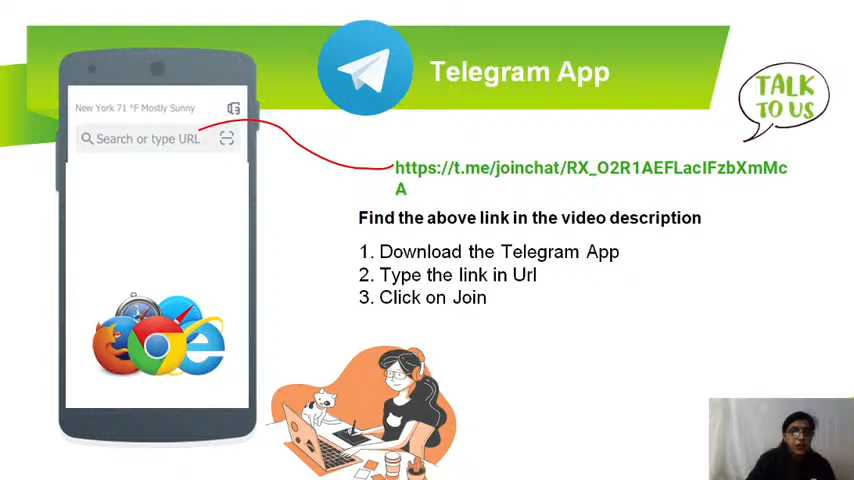 Telegram App
TALK
TO US
New York 71 °F Mostly Sunny
Search or type URL
https://t.me/joinchat/RX_O2R1AEFLacIFzbXmMc
A
Find the above link in the video description
1. Download the Telegram App
2. Type the link in Url
3. Click on Join